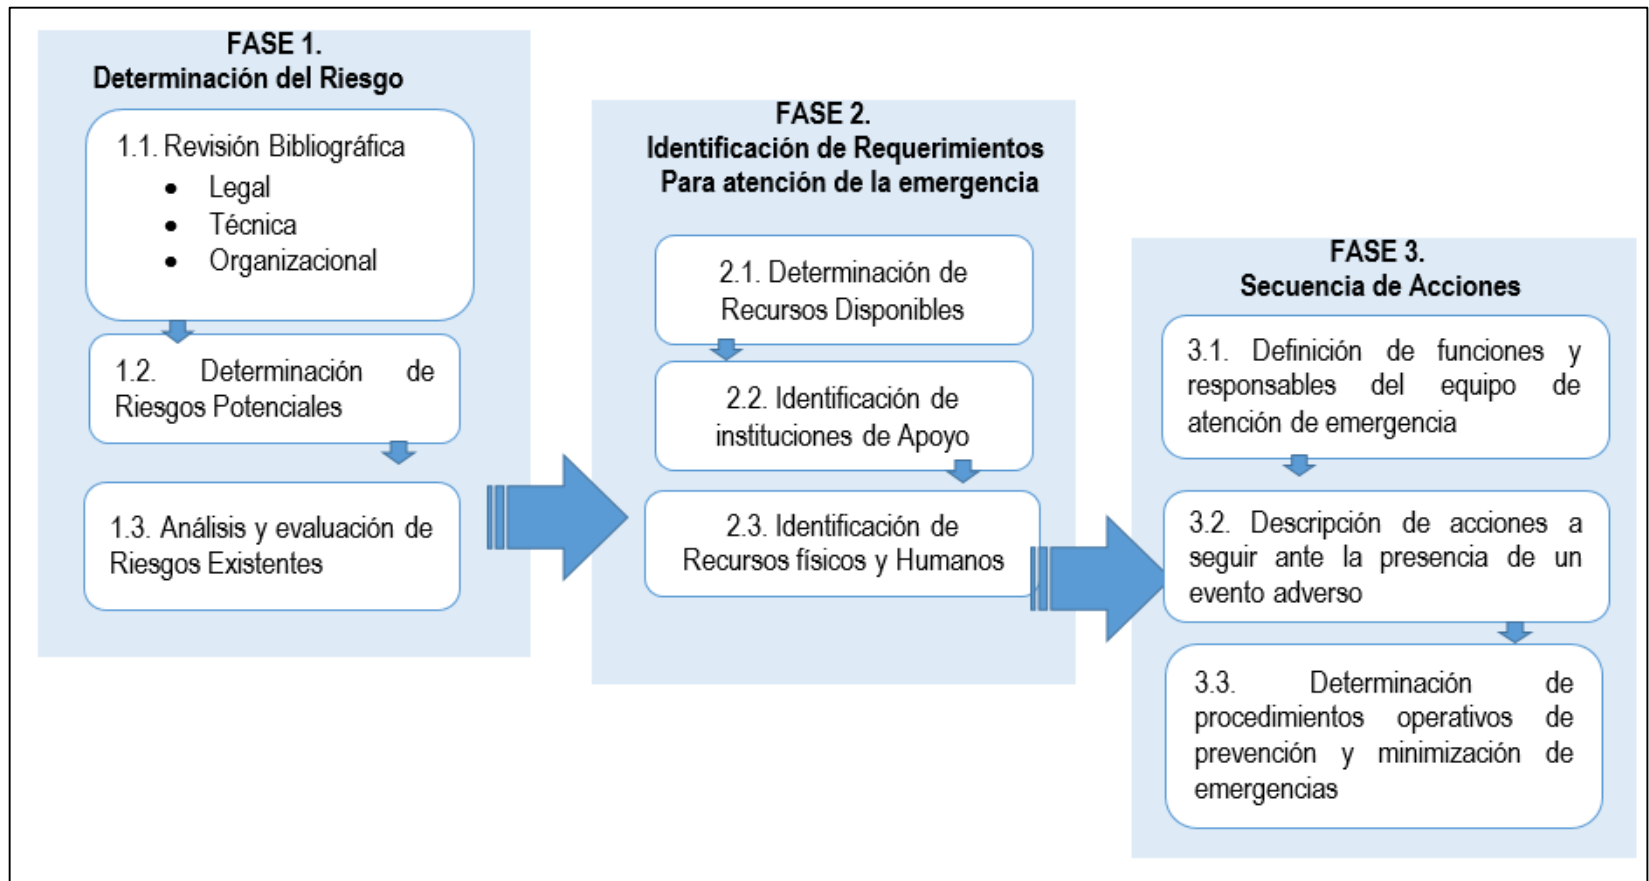 FASE 1.
Determinación del Riesgo
1.1. Revisión Bibliográfica
• Legal
• Técnica
• Organizacional
1.2. Determinación de
Riesgos Potenciales
1.3. Análisis y evaluación de
Riesgos Existentes
FASE 2.
Identificación de Requerimientos
Para atención de la emergencia
2.1. Determinación de
Recursos Disponibles
2.2. Identificación de
instituciones de Apoyo
2.3. Identificación de
Recursos físicos y Humanos
FASE 3.
Secuencia de Acciones
3.1. Definición de funciones y
responsables del equipo de
atención de emergencia
3.2. Descripción de acciones a
seguir ante la presencia de un
evento adverso
3.3. Determinación de
procedimientos operativos de
prevención y minimización de
emergencias